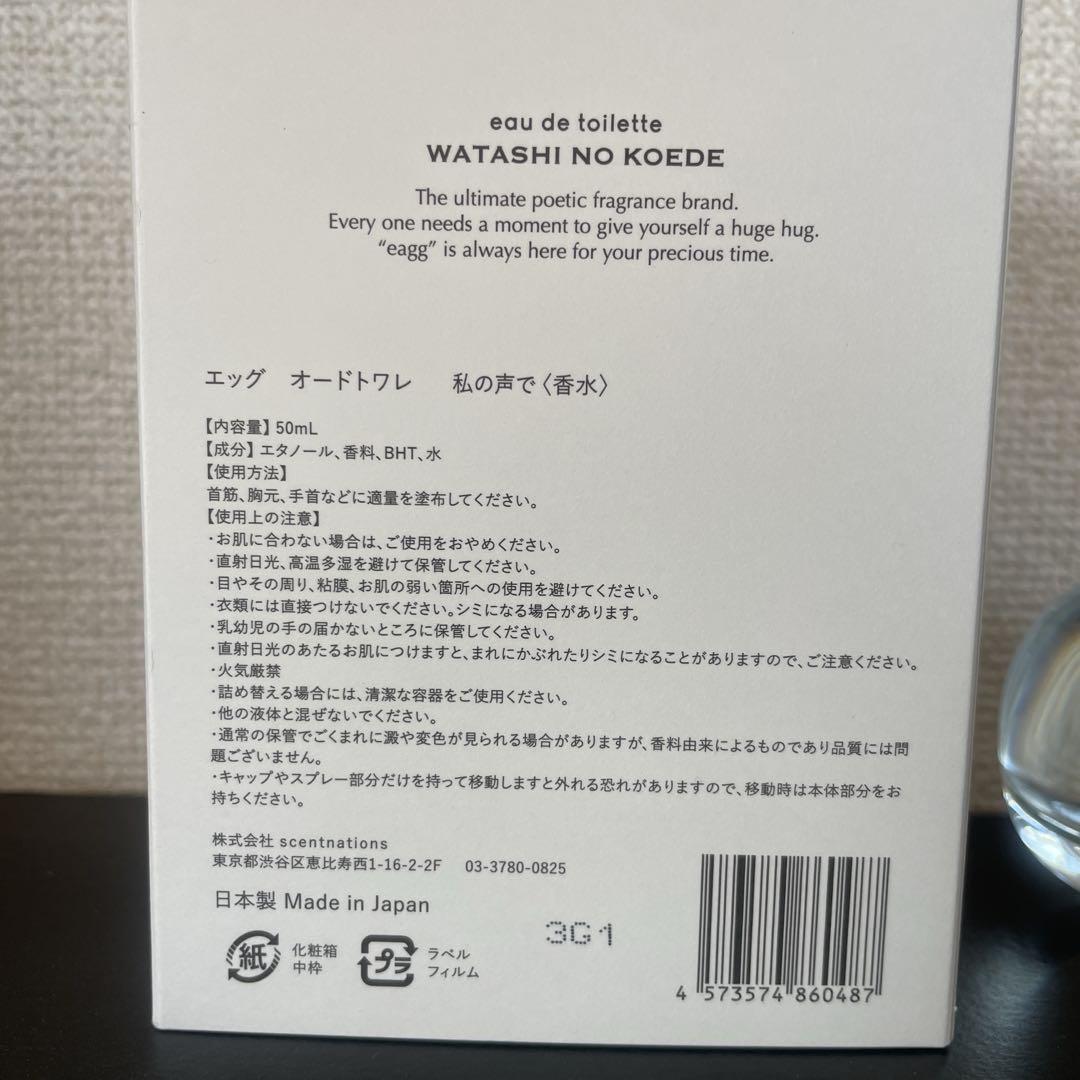 eau de toilette
WATASHI NO KOEDE
The ultimate poetic fragrance brand.
Every one needs a moment to give yourself a huge hug.
“eagg” is always here for your precious time.
エッグ オードトワレ 私の声で〈香水〉
【内容量】50mL
【成分】エタノール、香料、BHT、水
【使用方法】
首筋、胸元、手首などに適量を塗布してください。
【使用上の注意】
・お肌に合わない場合は、ご使用をおやめください。
・直射日光、高温多湿を避けて保管してください。
・目やその周り、粘膜、お肌の弱い箇所への使用を避けてください。
・衣類には直接つけないでください。シミになる場合があります。
・乳幼児の手の届かないところに保管してください。
・直射日光のあたるお肌につけますと、まれにかぶれたりシミになることがありますので、ご注意ください。
・火気厳禁
・詰め替える場合には、清潔な容器をご使用ください。
・他の液体と混ぜないでください。
・通常の保管でごくまれに澱や変色が見られる場合がありますが、香料由来によるものであり品質には問
題ございません。
・キャップやスプレー部分だけを持って移動しますと外れる恐れがありますので、移動時は本体部分をお
持ちください。
株式会社 scentnations
東京都渋谷区恵比寿西1-16-2-2F 03-3780-0825
日本製 Made in Japan
紙 化粧箱
中枠
プラ ラベル
フィルム
3G1
4 573574 860487